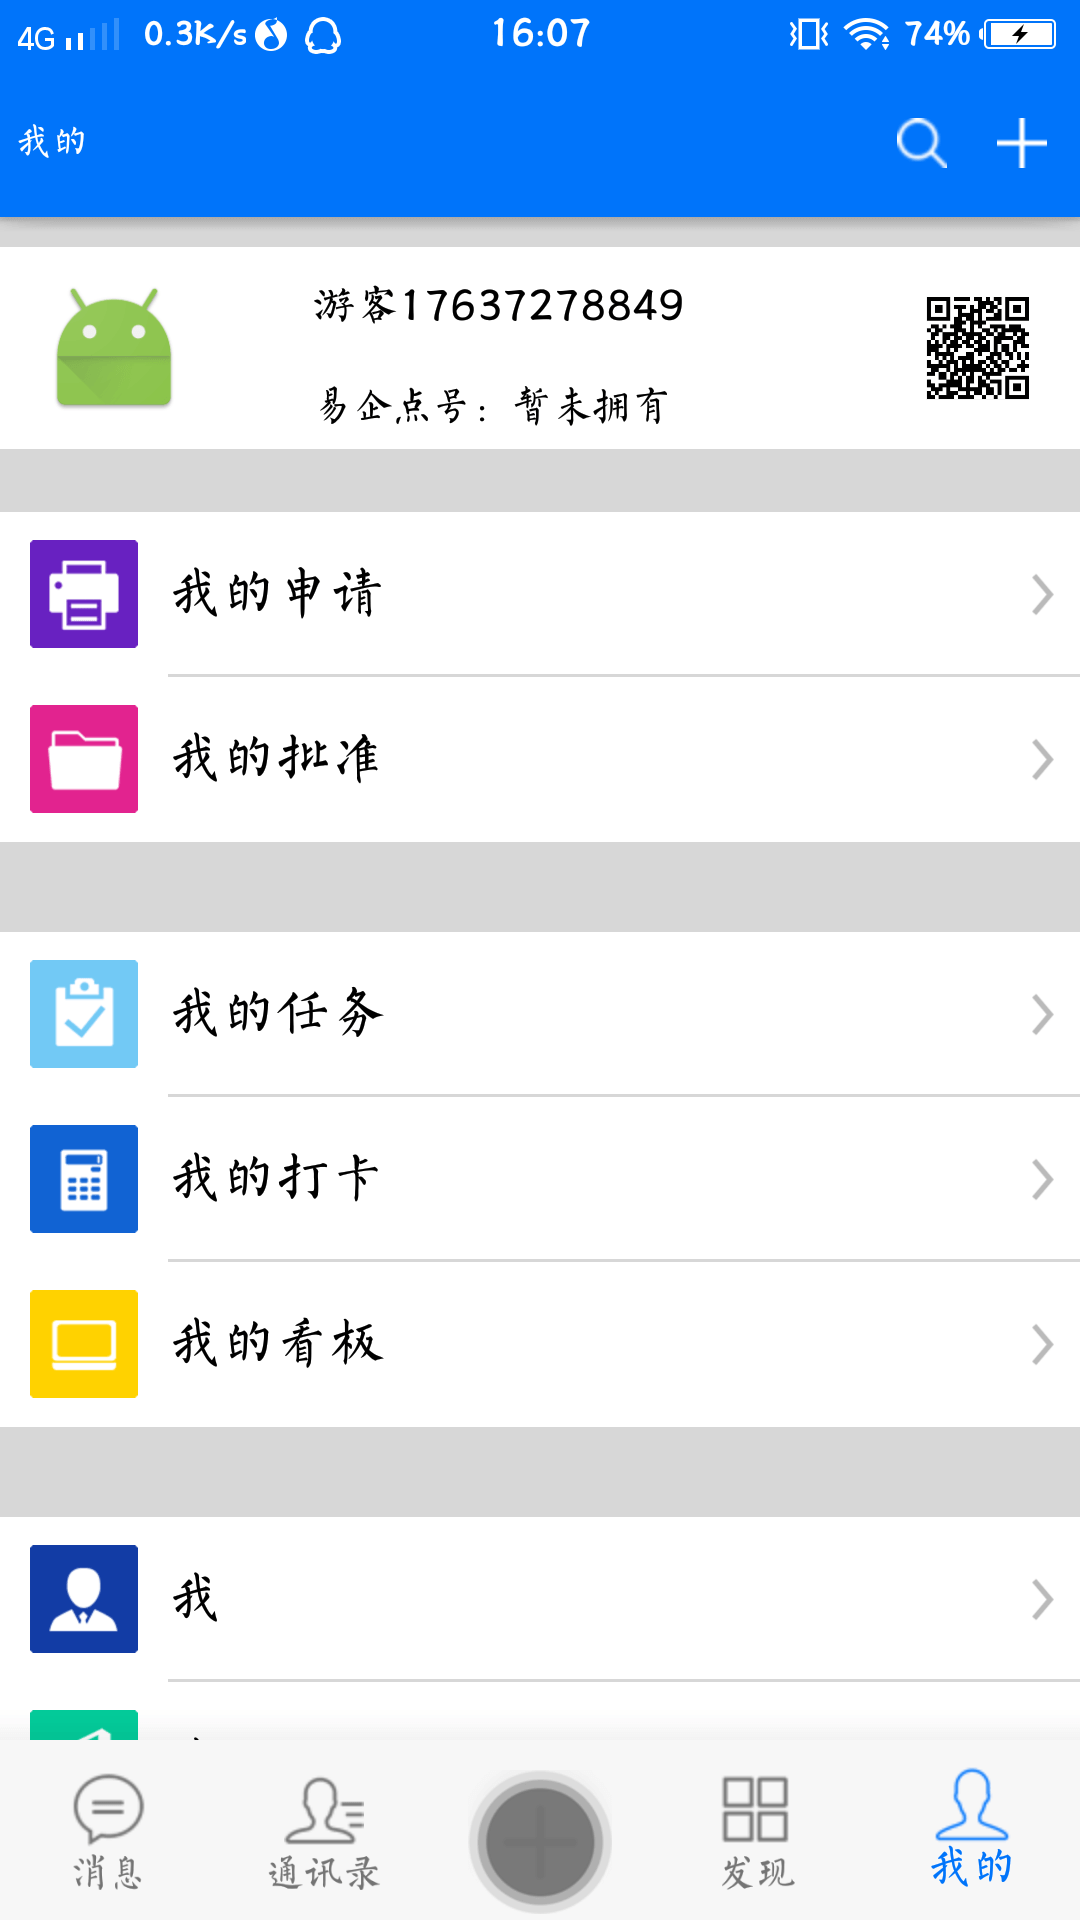 4G 0.3K/s 16:07 74%
我的
游客17637278849
易企点号：暂未拥有
我的申请
我的批准
我的任务
我的打卡
我的看板
我
消息 通讯录 发现 我的